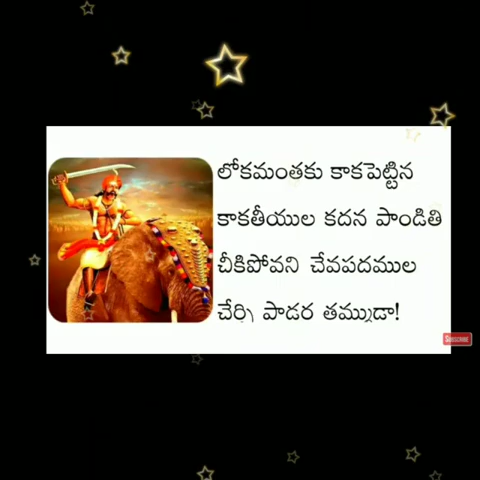 లోకమంతకు కాకపెట్టిన
కాకతీయుల కదన పాండితి
చీకిపోవని చేవపదముల
చేర్చి పాడర తమ్ముడా!
SUBSCRIBE